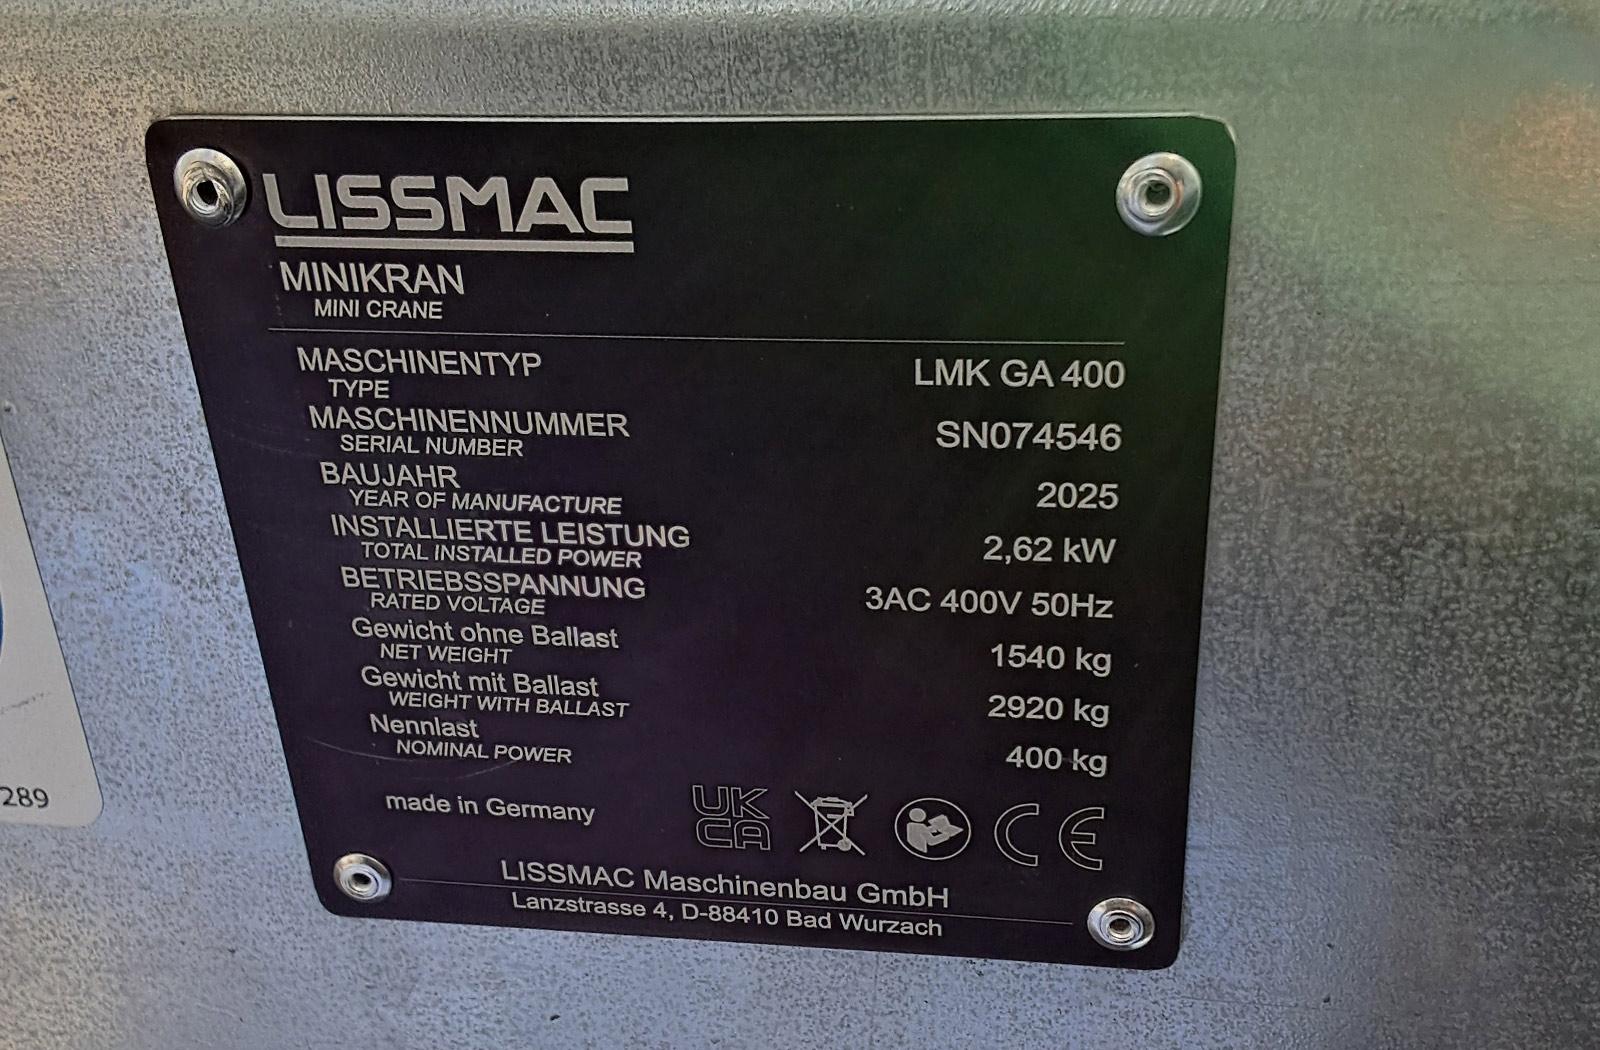 LISSMAC
MINIKRAN
MINI CRANE
MASCHINENTYP LMK GA 400
TYPE
MASCHINENNUMMER SN074546
SERIAL NUMBER
BAUJAHR 2025
YEAR OF MANUFACTURE
INSTALLIERTE LEISTUNG 2,62 kW
TOTAL INSTALLED POWER
BETRIEBSSPANNUNG 3AC 400V 50Hz
RATED VOLTAGE
Gewicht ohne Ballast 1540 kg
NET WEIGHT
Gewicht mit Ballast 2920 kg
WEIGHT WITH BALLAST
Nennlast 400 kg
NOMINAL POWER
made in Germany UK CA CE
LISSMAC Maschinenbau GmbH
Lanzstrasse 4, D-88410 Bad Wurzach
289